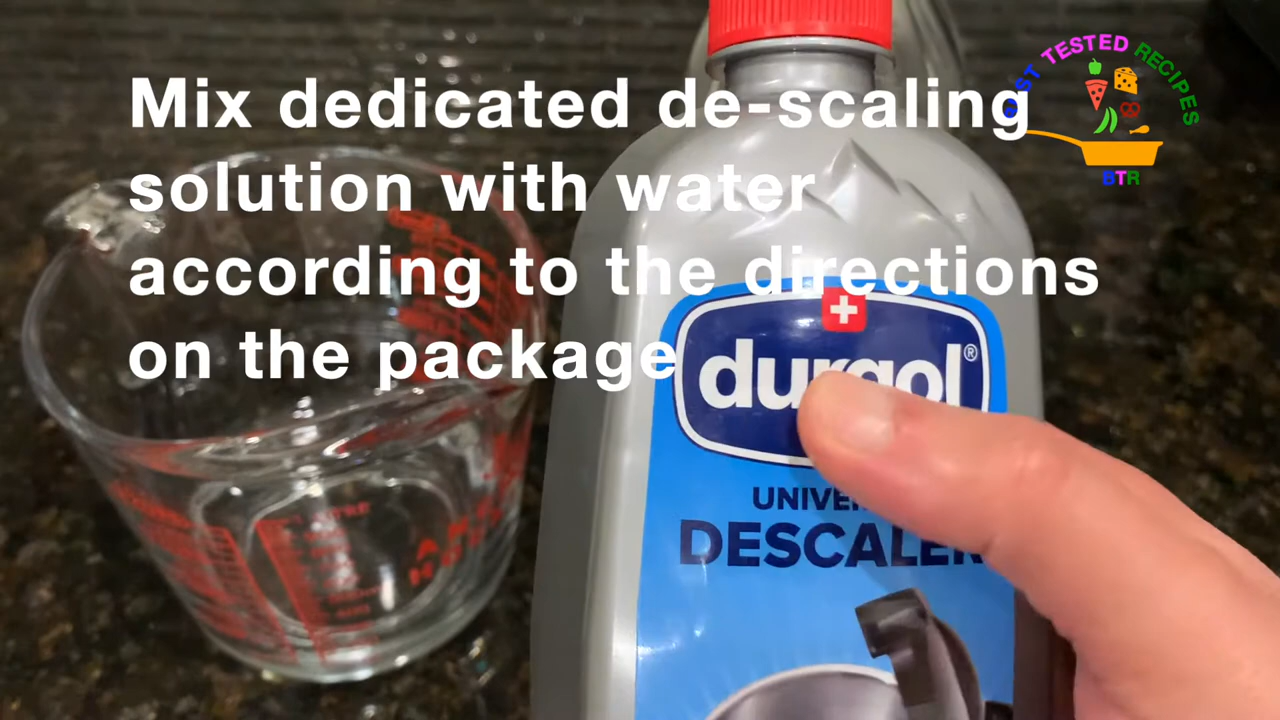 Mix dedicated de-scaling
solution with water
according to the directions
on the package
TESTED RECIPES
BTR
durgol®
DESCALER
ANCHOR